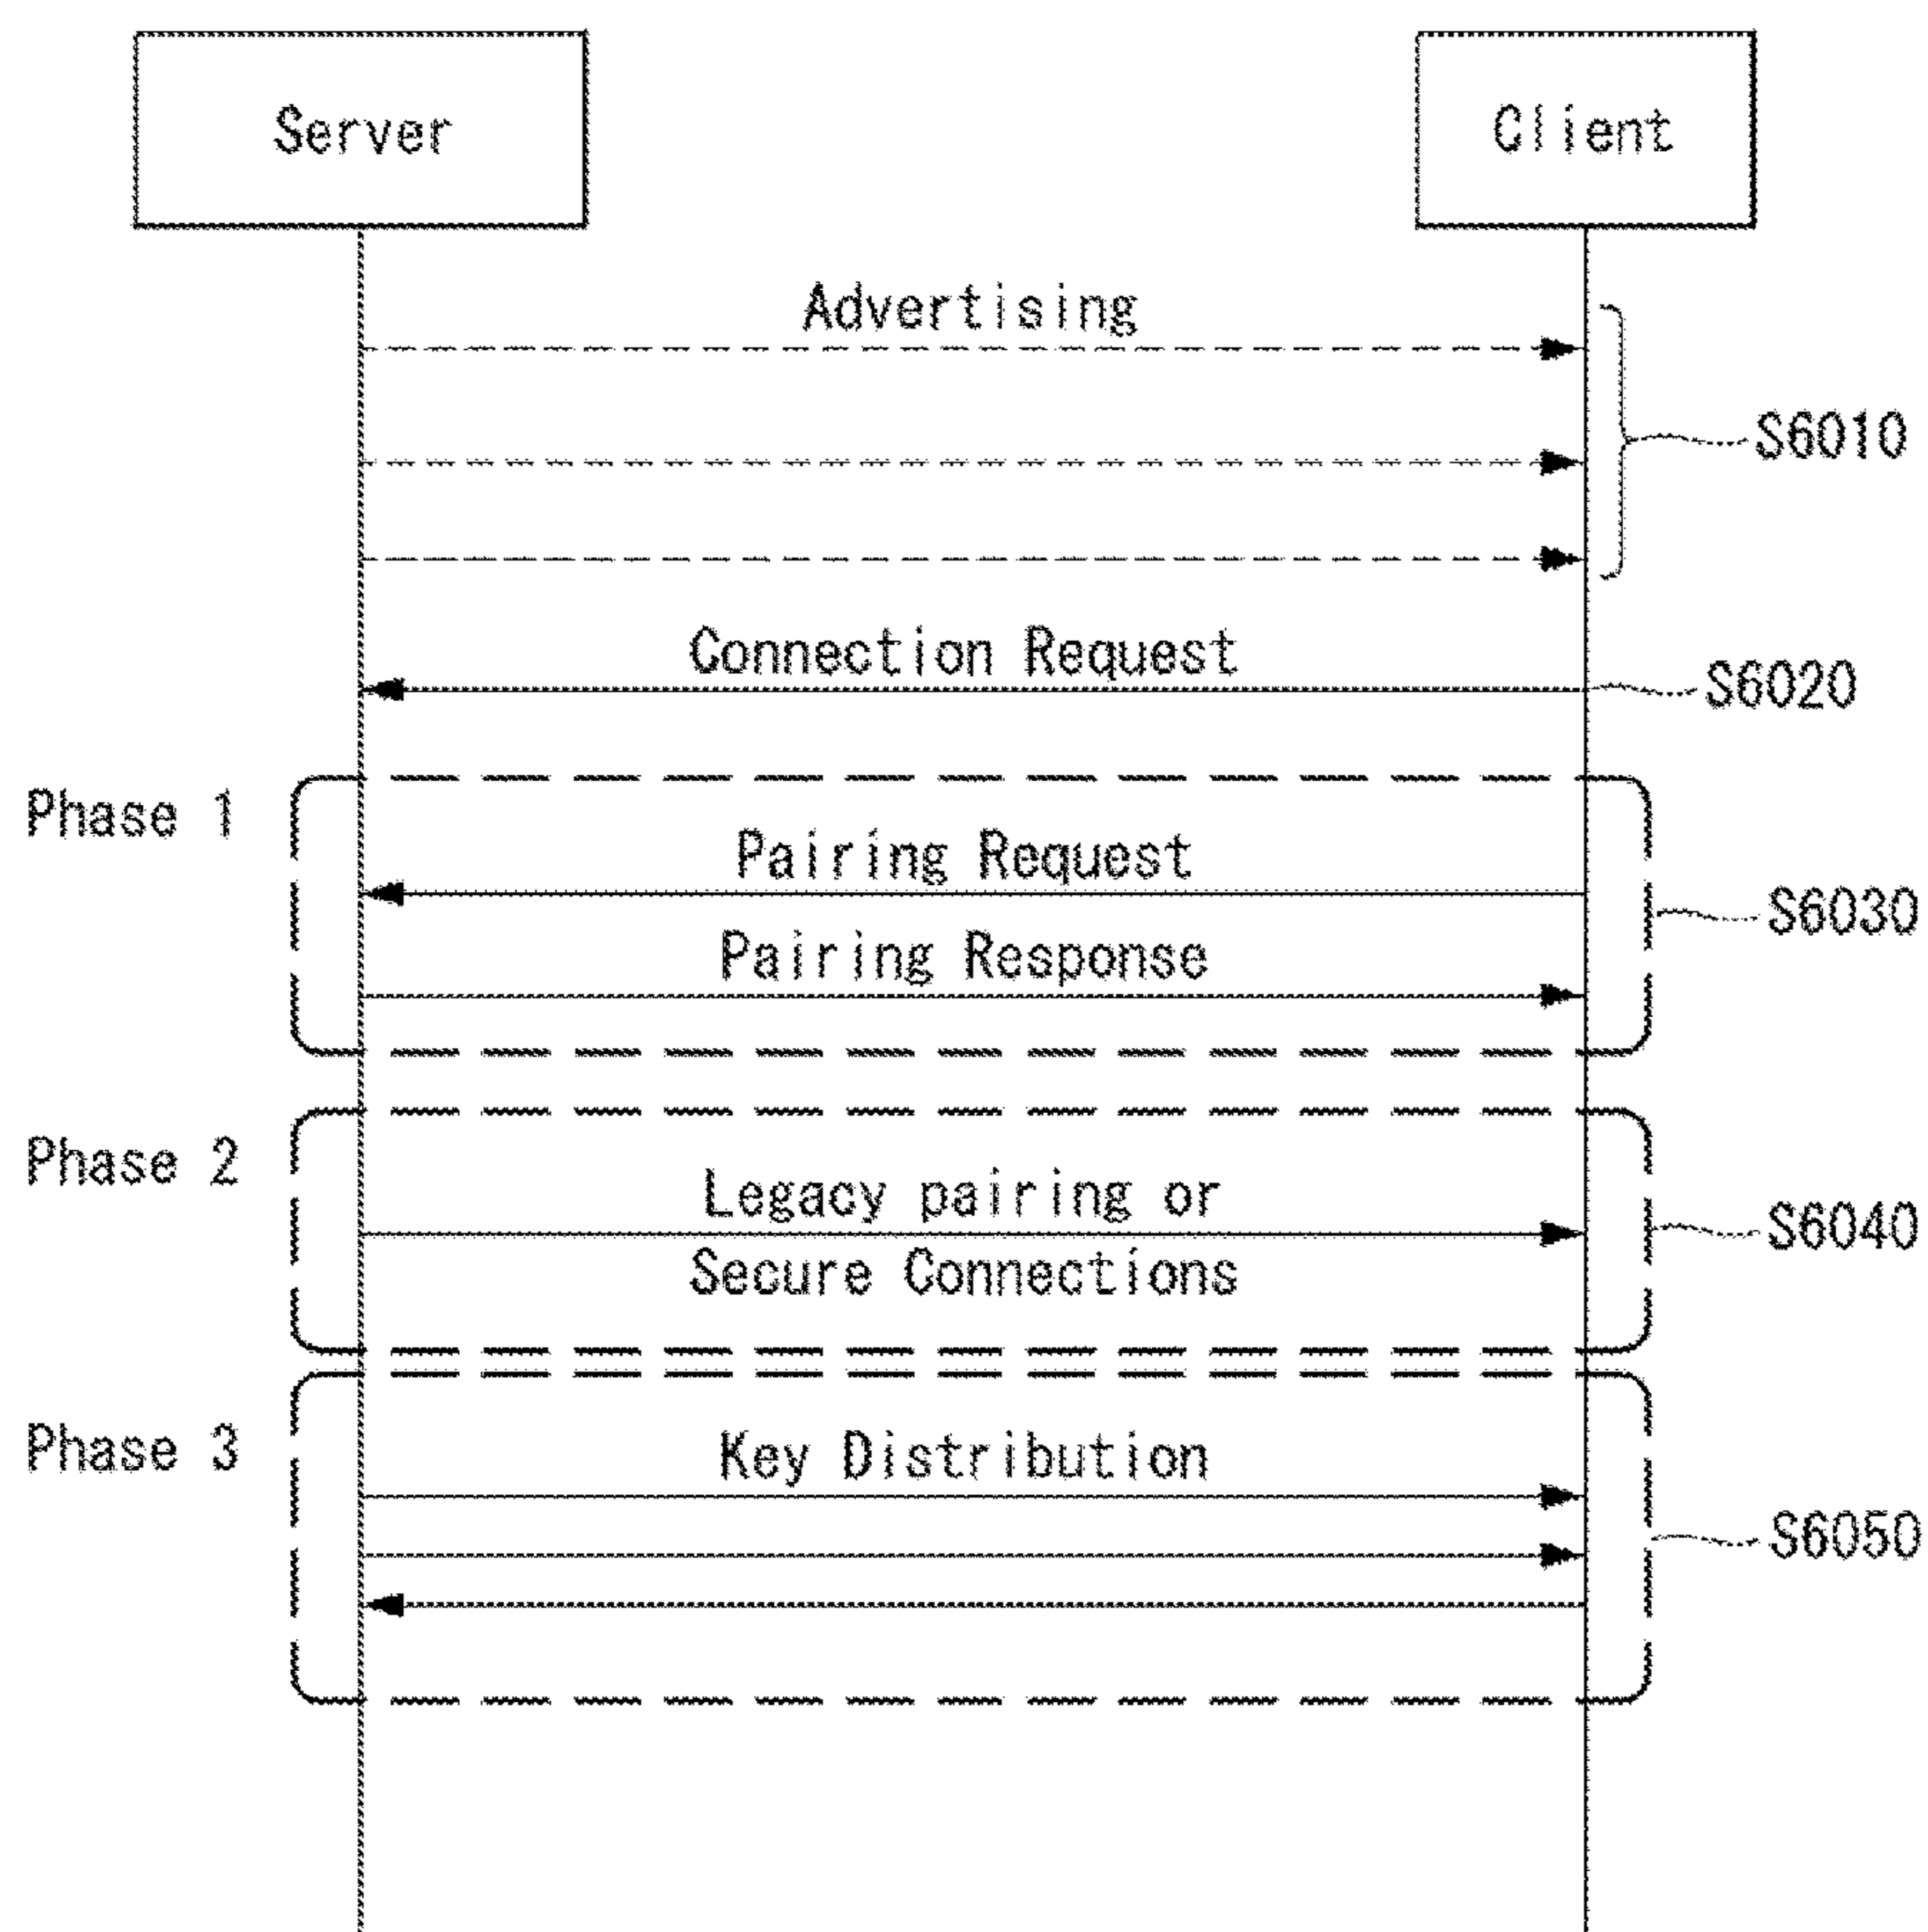 Server
Client
Advertising
S6010
Connection Request
S6020
Phase 1
Pairing Request
S6030
Pairing Response
Phase 2
Legacy pairing or
S6040
Secure Connections
Phase 3
Key Distribution
S6050